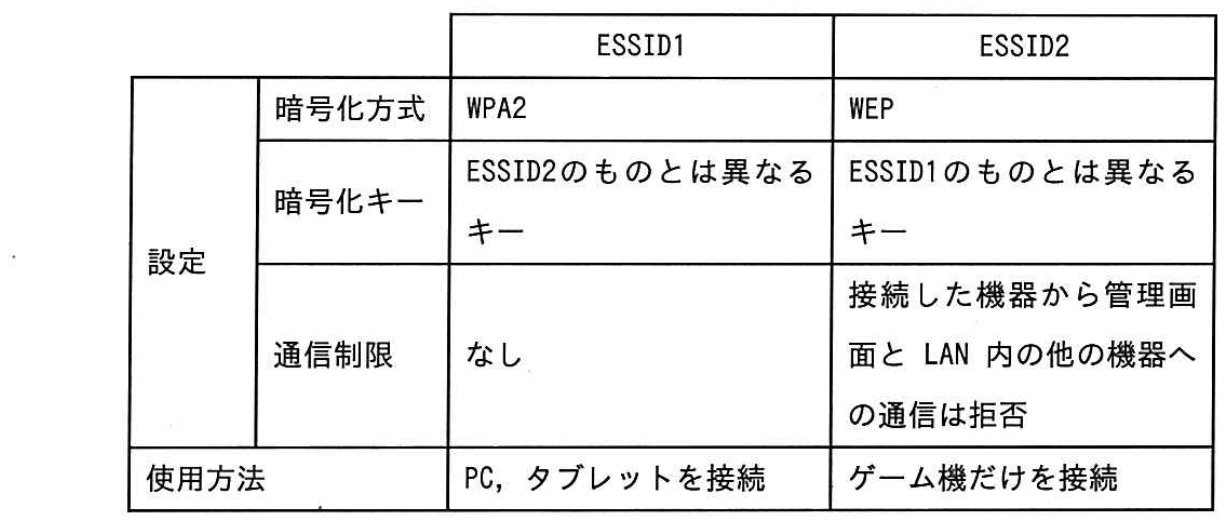 ESSID1 ESSID2
設定
暗号化方式 WPA2 WEP
暗号化キー
ESSID2のものとは異なる
キー
ESSID1のものとは異なる
キー
通信制限
なし
接続した機器から管理画
面と LAN 内の他の機器へ
の通信は拒否
使用方法 PC, タブレットを接続 ゲーム機だけを接続